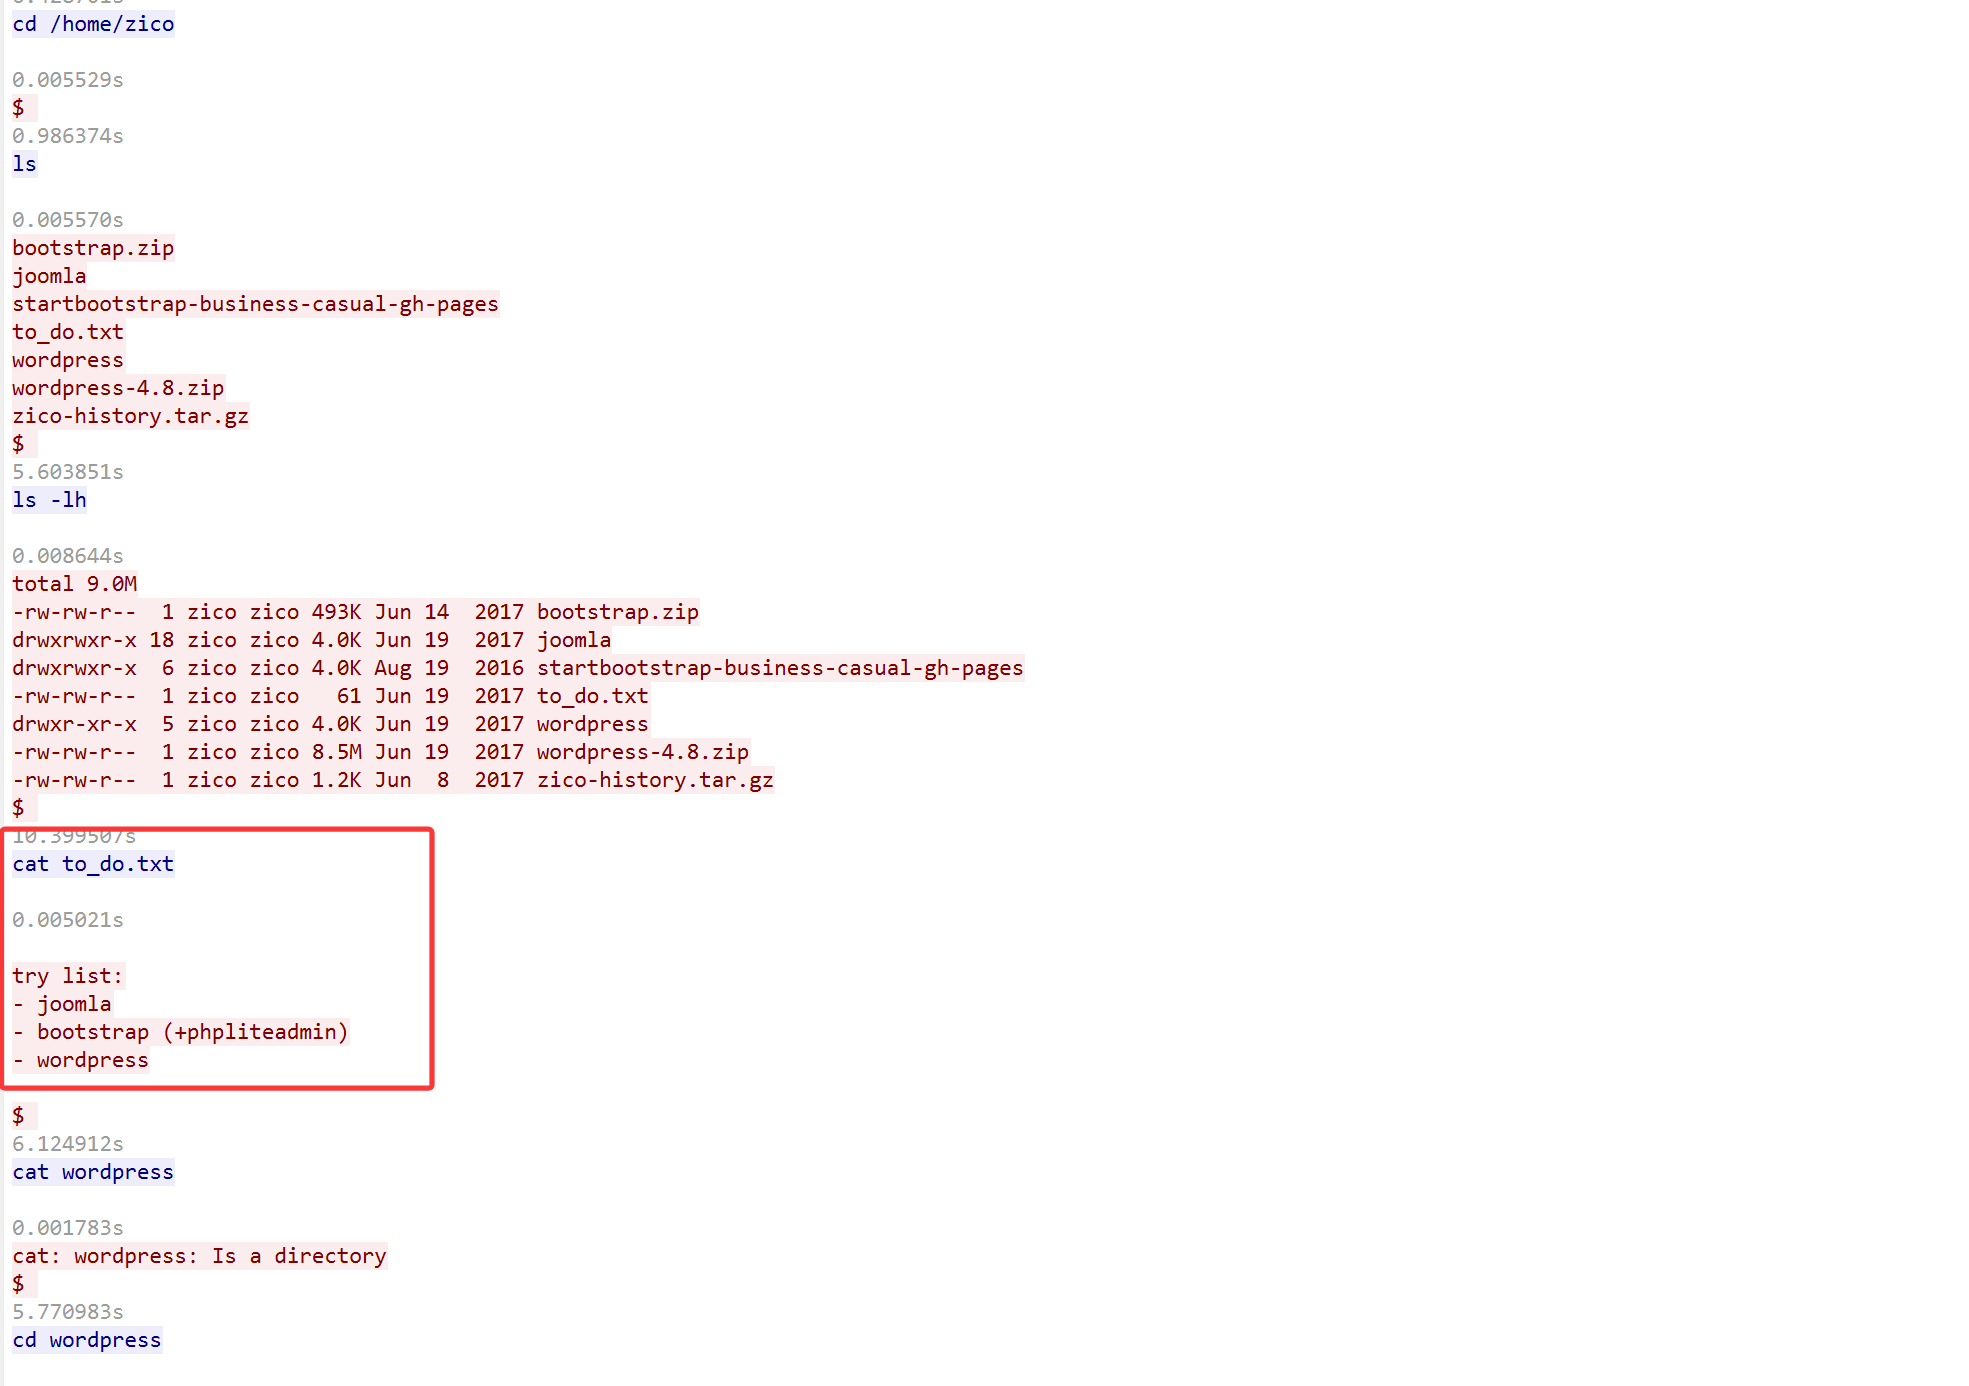 cd /home/zico
0.005529s
$
0.986374s
ls
0.005570s
bootstrap.zip
joomla
startbootstrap-business-casual-gh-pages
to_do.txt
wordpress
wordpress-4.8.zip
zico-history.tar.gz
$
5.603851s
ls -lh
0.008644s
total 9.0M
-rw-rw-r--  1 zico zico 493K Jun 14  2017 bootstrap.zip
drwxrwxr-x 18 zico zico 4.0K Jun 19  2017 joomla
drwxrwxr-x  6 zico zico 4.0K Aug 19  2016 startbootstrap-business-casual-gh-pages
-rw-rw-r--  1 zico zico   61 Jun 19  2017 to_do.txt
drwxr-xr-x  5 zico zico 4.0K Jun 19  2017 wordpress
-rw-rw-r--  1 zico zico 8.5M Jun 19  2017 wordpress-4.8.zip
-rw-rw-r--  1 zico zico 1.2K Jun  8  2017 zico-history.tar.gz
$
10.399507s
cat to_do.txt
0.005021s
try list:
- joomla
- bootstrap (+phpliteadmin)
- wordpress
$
6.124912s
cat wordpress
0.001783s
cat: wordpress: Is a directory
$
5.770983s
cd wordpress